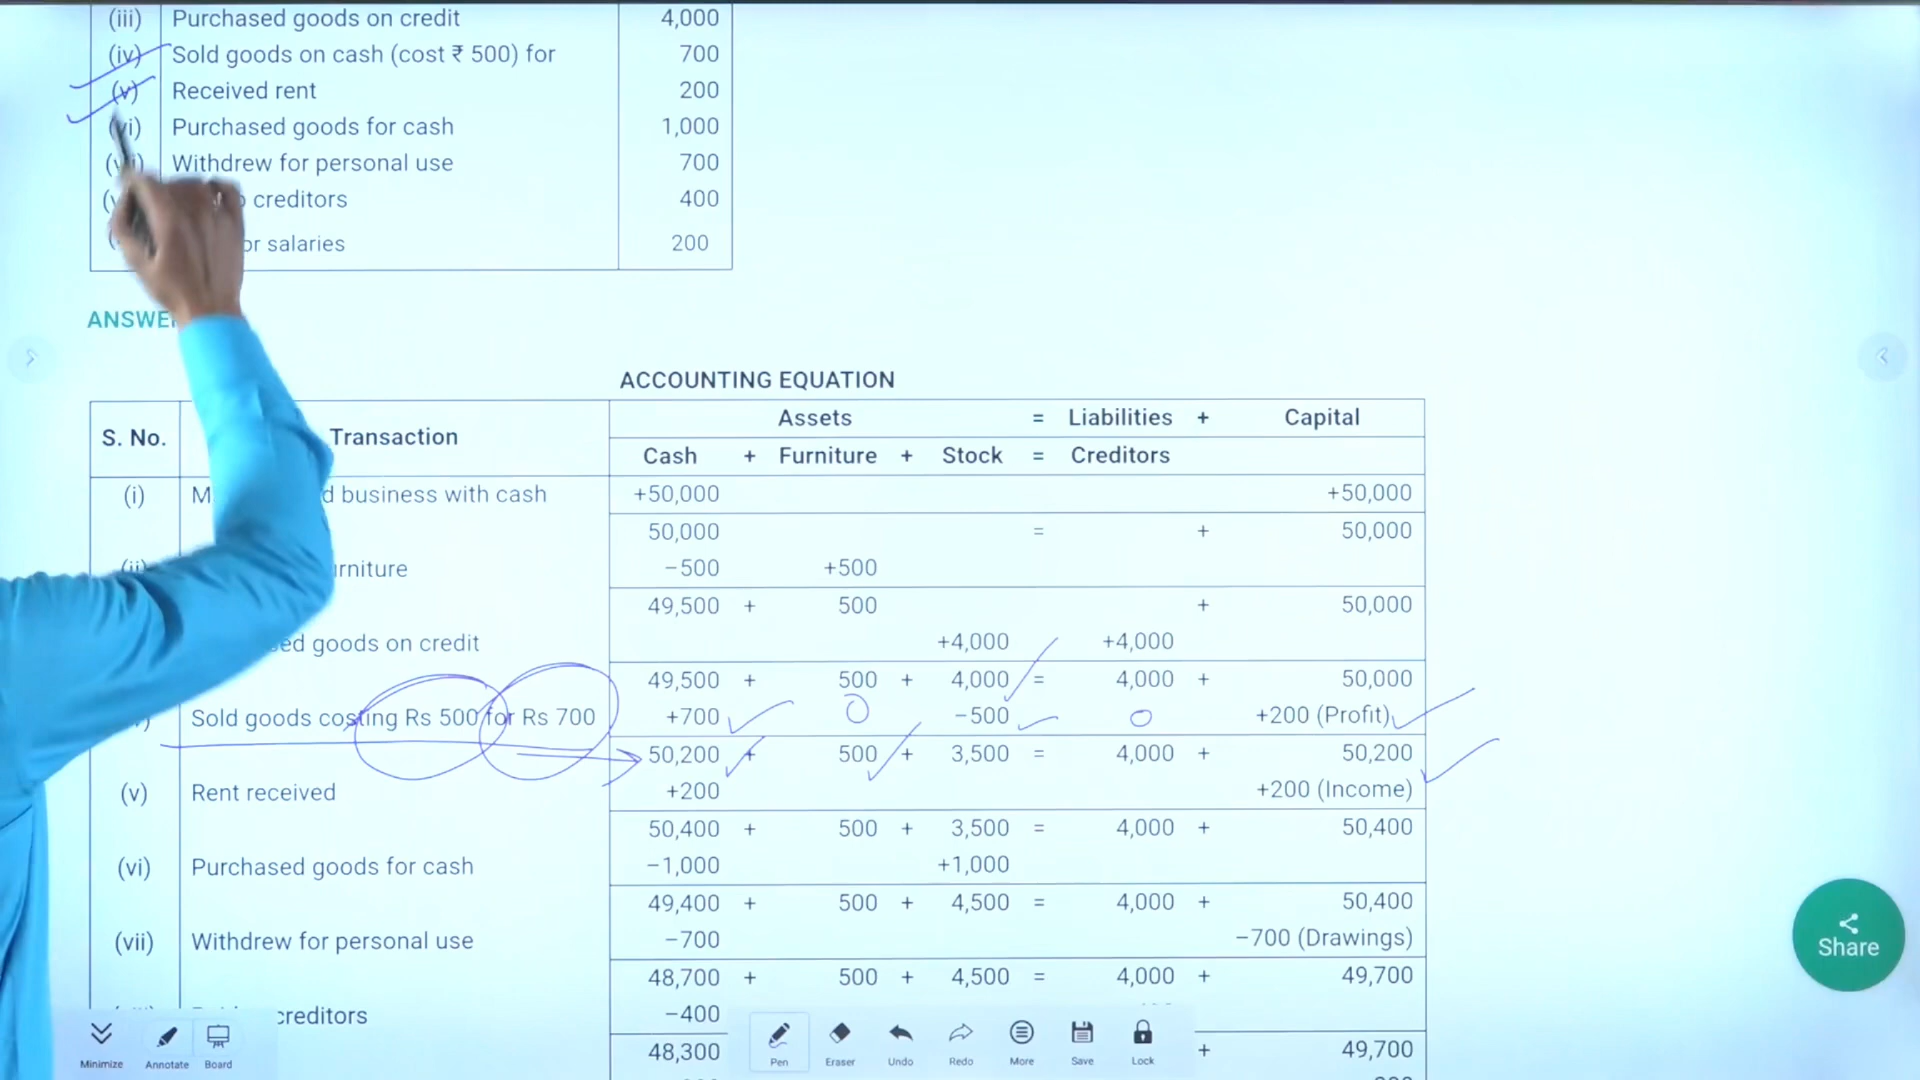 (iii) Purchased goods on credit 4,000
(iv) Sold goods on cash (cost ₹ 500) for 700
(v) Received rent 200
(vi) Purchased goods for cash 1,000
Withdrew for personal use 700
creditors 400
or salaries 200
ANSWE
ACCOUNTING EQUATION
S. No. Transaction Assets = Liabilities + Capital
Cash + Furniture + Stock = Creditors
(i) M d business with cash +50,000 +50,000
50,000 = + 50,000
(ii) rniture −500 +500
49,500 + 500 + 50,000
ed goods on credit +4,000 +4,000
49,500 + 500 + 4,000 = 4,000 + 50,000
Sold goods costing Rs 500 for Rs 700 +700 0 −500 0 +200 (Profit)
50,200 + 500 + 3,500 = 4,000 + 50,200
(v) Rent received +200 +200 (Income)
50,400 + 500 + 3,500 = 4,000 + 50,400
(vi) Purchased goods for cash −1,000 +1,000
49,400 + 500 + 4,500 = 4,000 + 50,400
(vii) Withdrew for personal use −700 −700 (Drawings)
48,700 + 500 + 4,500 = 4,000 + 49,700
creditors −400
48,300 + 49,700
Share
Minimize Annotate Board Pen Eraser Undo Redo More Save Lock